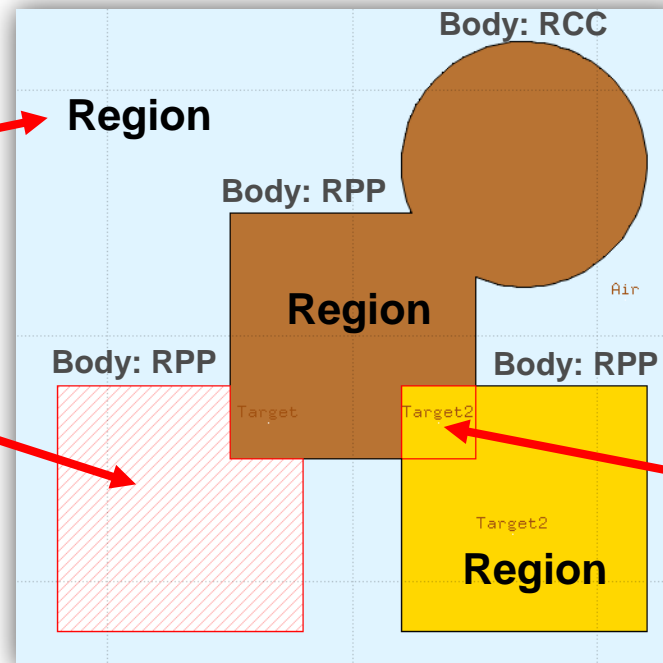 Body: RCC
Region
Body: RPP
Air
Region
Body: RPP
Body: RPP
Target
Target2
Target2
Region